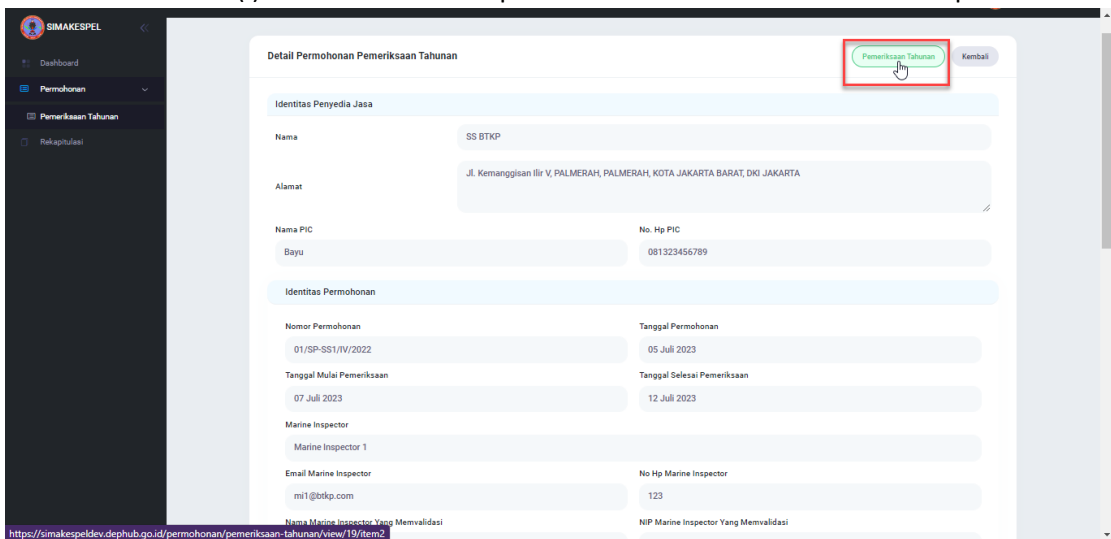 SIMAKESPEL
Dashboard
Permohonan
Pemeriksaan Tahunan
Rekapitulasi
Detail Permohonan Pemeriksaan Tahunan
Pemeriksaan Tahunan
Kembali
Identitas Penyedia Jasa
Nama
SS BTKP
Alamat
Jl. Kemanggisan Ilir V, PALMERAH, PALMERAH, KOTA JAKARTA BARAT, DKI JAKARTA
Nama PIC
No. Hp PIC
Bayu
081323456789
Identitas Permohonan
Nomor Permohonan
Tanggal Permohonan
01/SP-SS1/IV/2022
05 Juli 2023
Tanggal Mulai Pemeriksaan
Tanggal Selesai Pemeriksaan
07 Juli 2023
12 Juli 2023
Marine Inspector
Marine Inspector 1
Email Marine Inspector
No Hp Marine Inspector
mi1@btkp.com
123
Nama Marine Inspector Yang Memvalidasi
NIP Marine Inspector Yang Memvalidasi
https://simakespeldev.dephub.go.id/permohonan/pemeriksaan-tahunan/view/19/item2